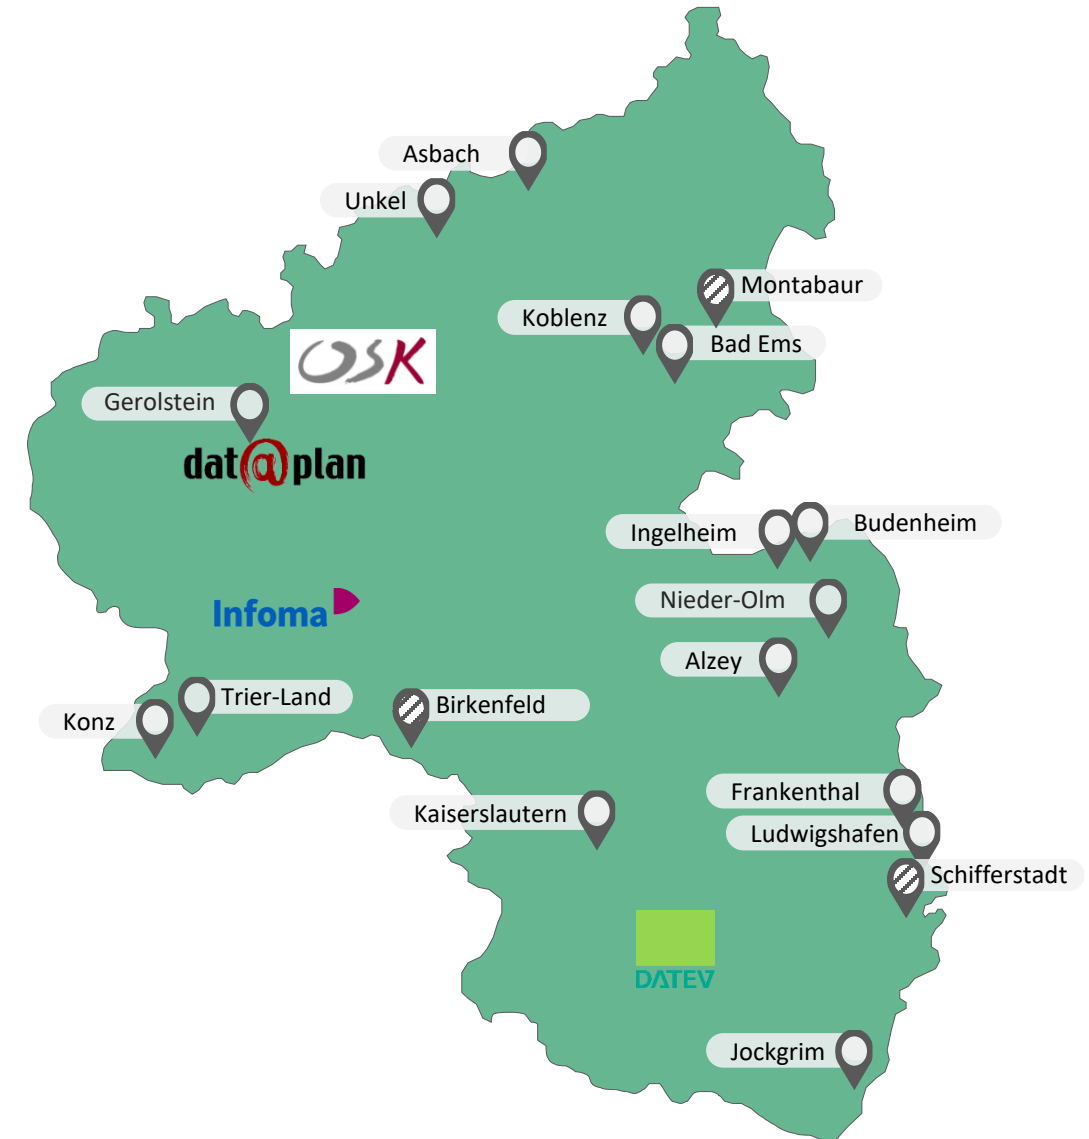 Asbach
Unkel
Montabaur
Koblenz
Bad Ems
OSK
Gerolstein
dat@plan
Budenheim
Ingelheim
Nieder-Olm
Infoma
Alzey
Trier-Land
Birkenfeld
Konz
Frankenthal
Kaiserslautern
Ludwigshafen
Schifferstadt
DATEV
Jockgrim